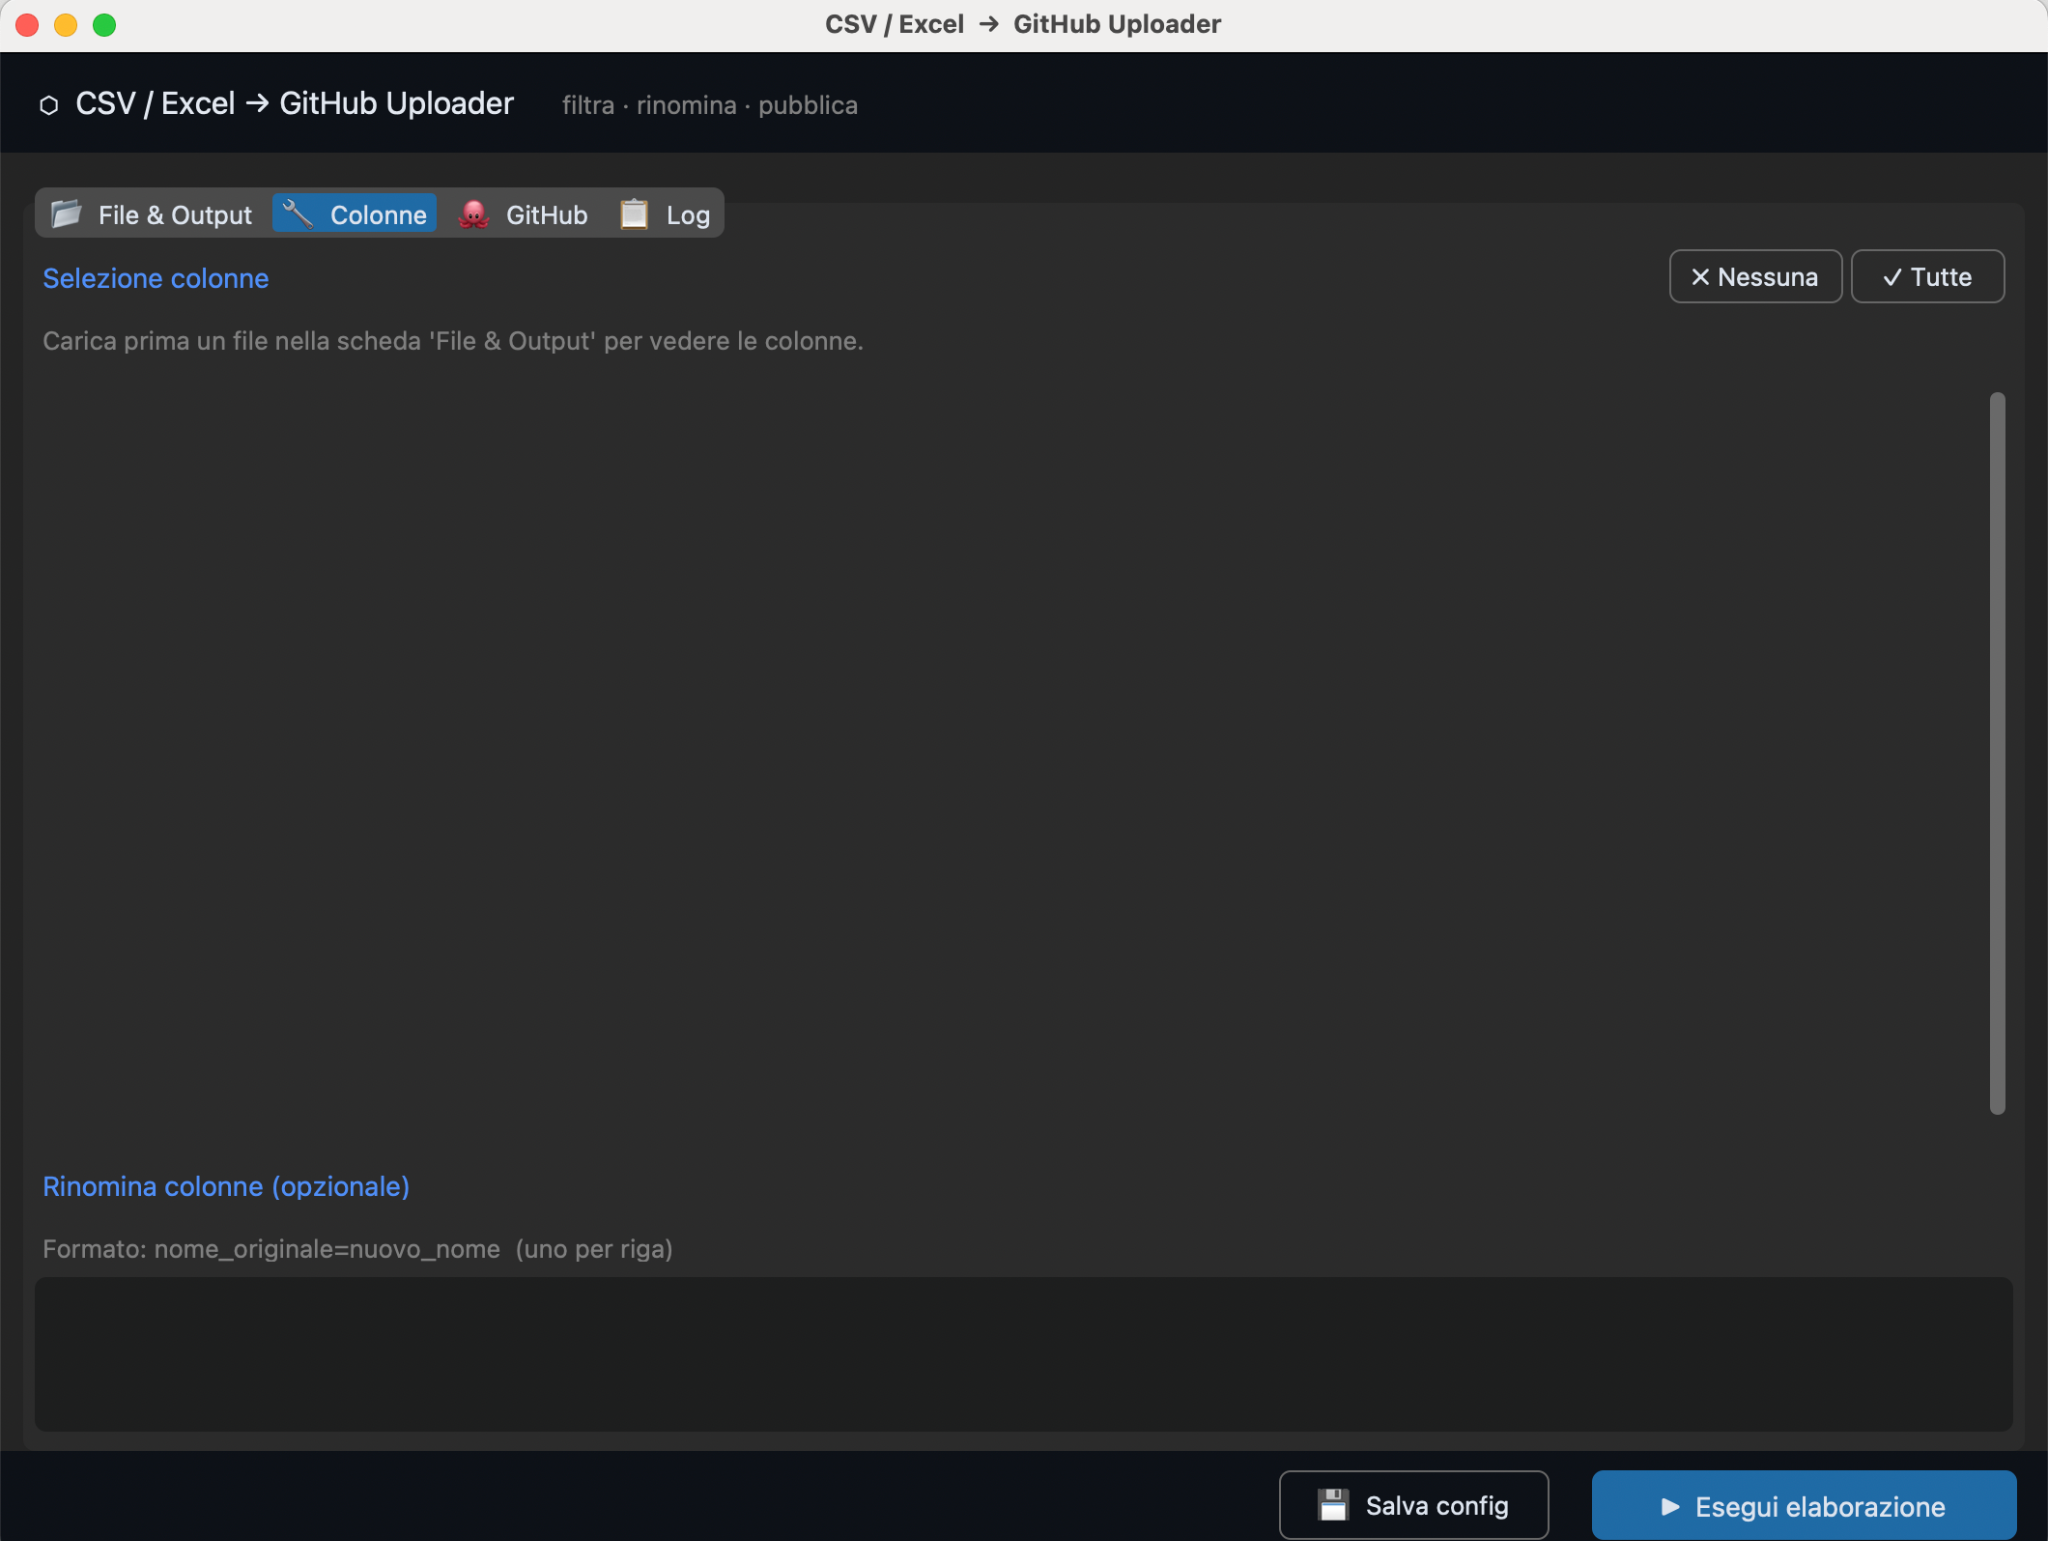 CSV / Excel → GitHub Uploader
CSV / Excel → GitHub Uploader filtra · rinomina · pubblica
File & Output Colonne GitHub Log
Selezione colonne
✕ Nessuna ✓ Tutte
Carica prima un file nella scheda 'File & Output' per vedere le colonne.
Rinomina colonne (opzionale)
Formato: nome_originale=nuovo_nome (uno per riga)
Salva config ▶ Esegui elaborazione